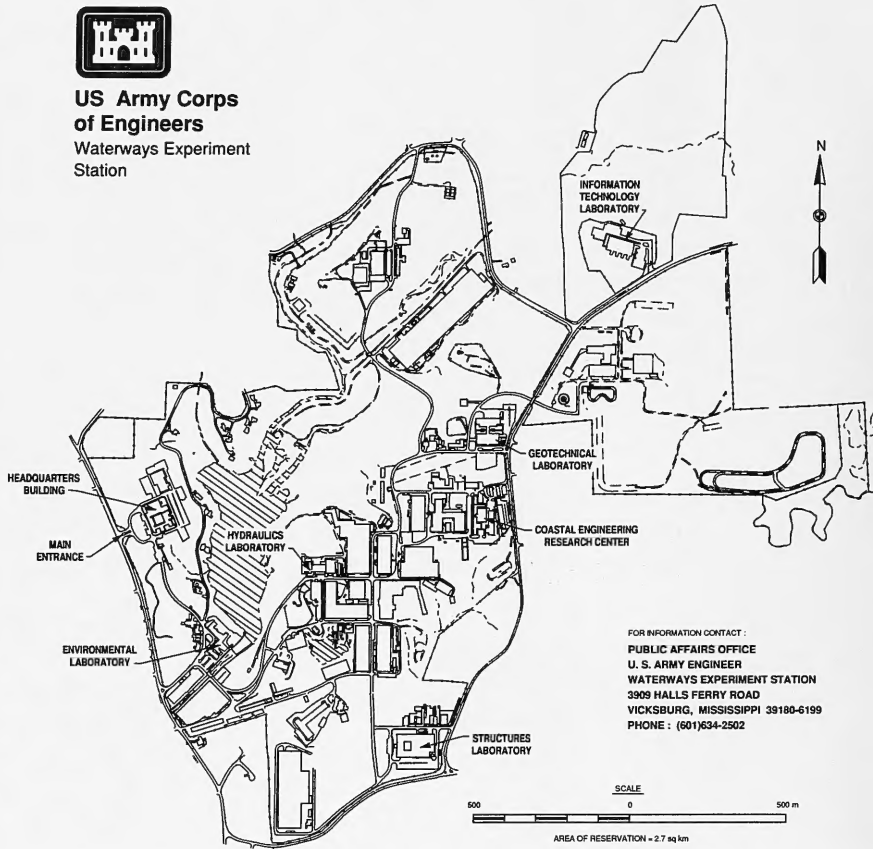 US Army Corps
of Engineers
Waterways Experiment
Station
N
INFORMATION
TECHNOLOGY
LABORATORY
GEOTECHNICAL
LABORATORY
HEADQUARTERS
BUILDING
HYDRAULICS
LABORATORY
COASTAL ENGINEERING
RESEARCH CENTER
MAIN
ENTRANCE
ENVIRONMENTAL
LABORATORY
STRUCTURES
LABORATORY
FOR INFORMATION CONTACT :
PUBLIC AFFAIRS OFFICE
U. S. ARMY ENGINEER
WATERWAYS EXPERIMENT STATION
3909 HALLS FERRY ROAD
VICKSBURG, MISSISSIPPI 39180-6199
PHONE : (601)634-2502
SCALE
500 0 500 m
AREA OF RESERVATION = 2.7 sq km